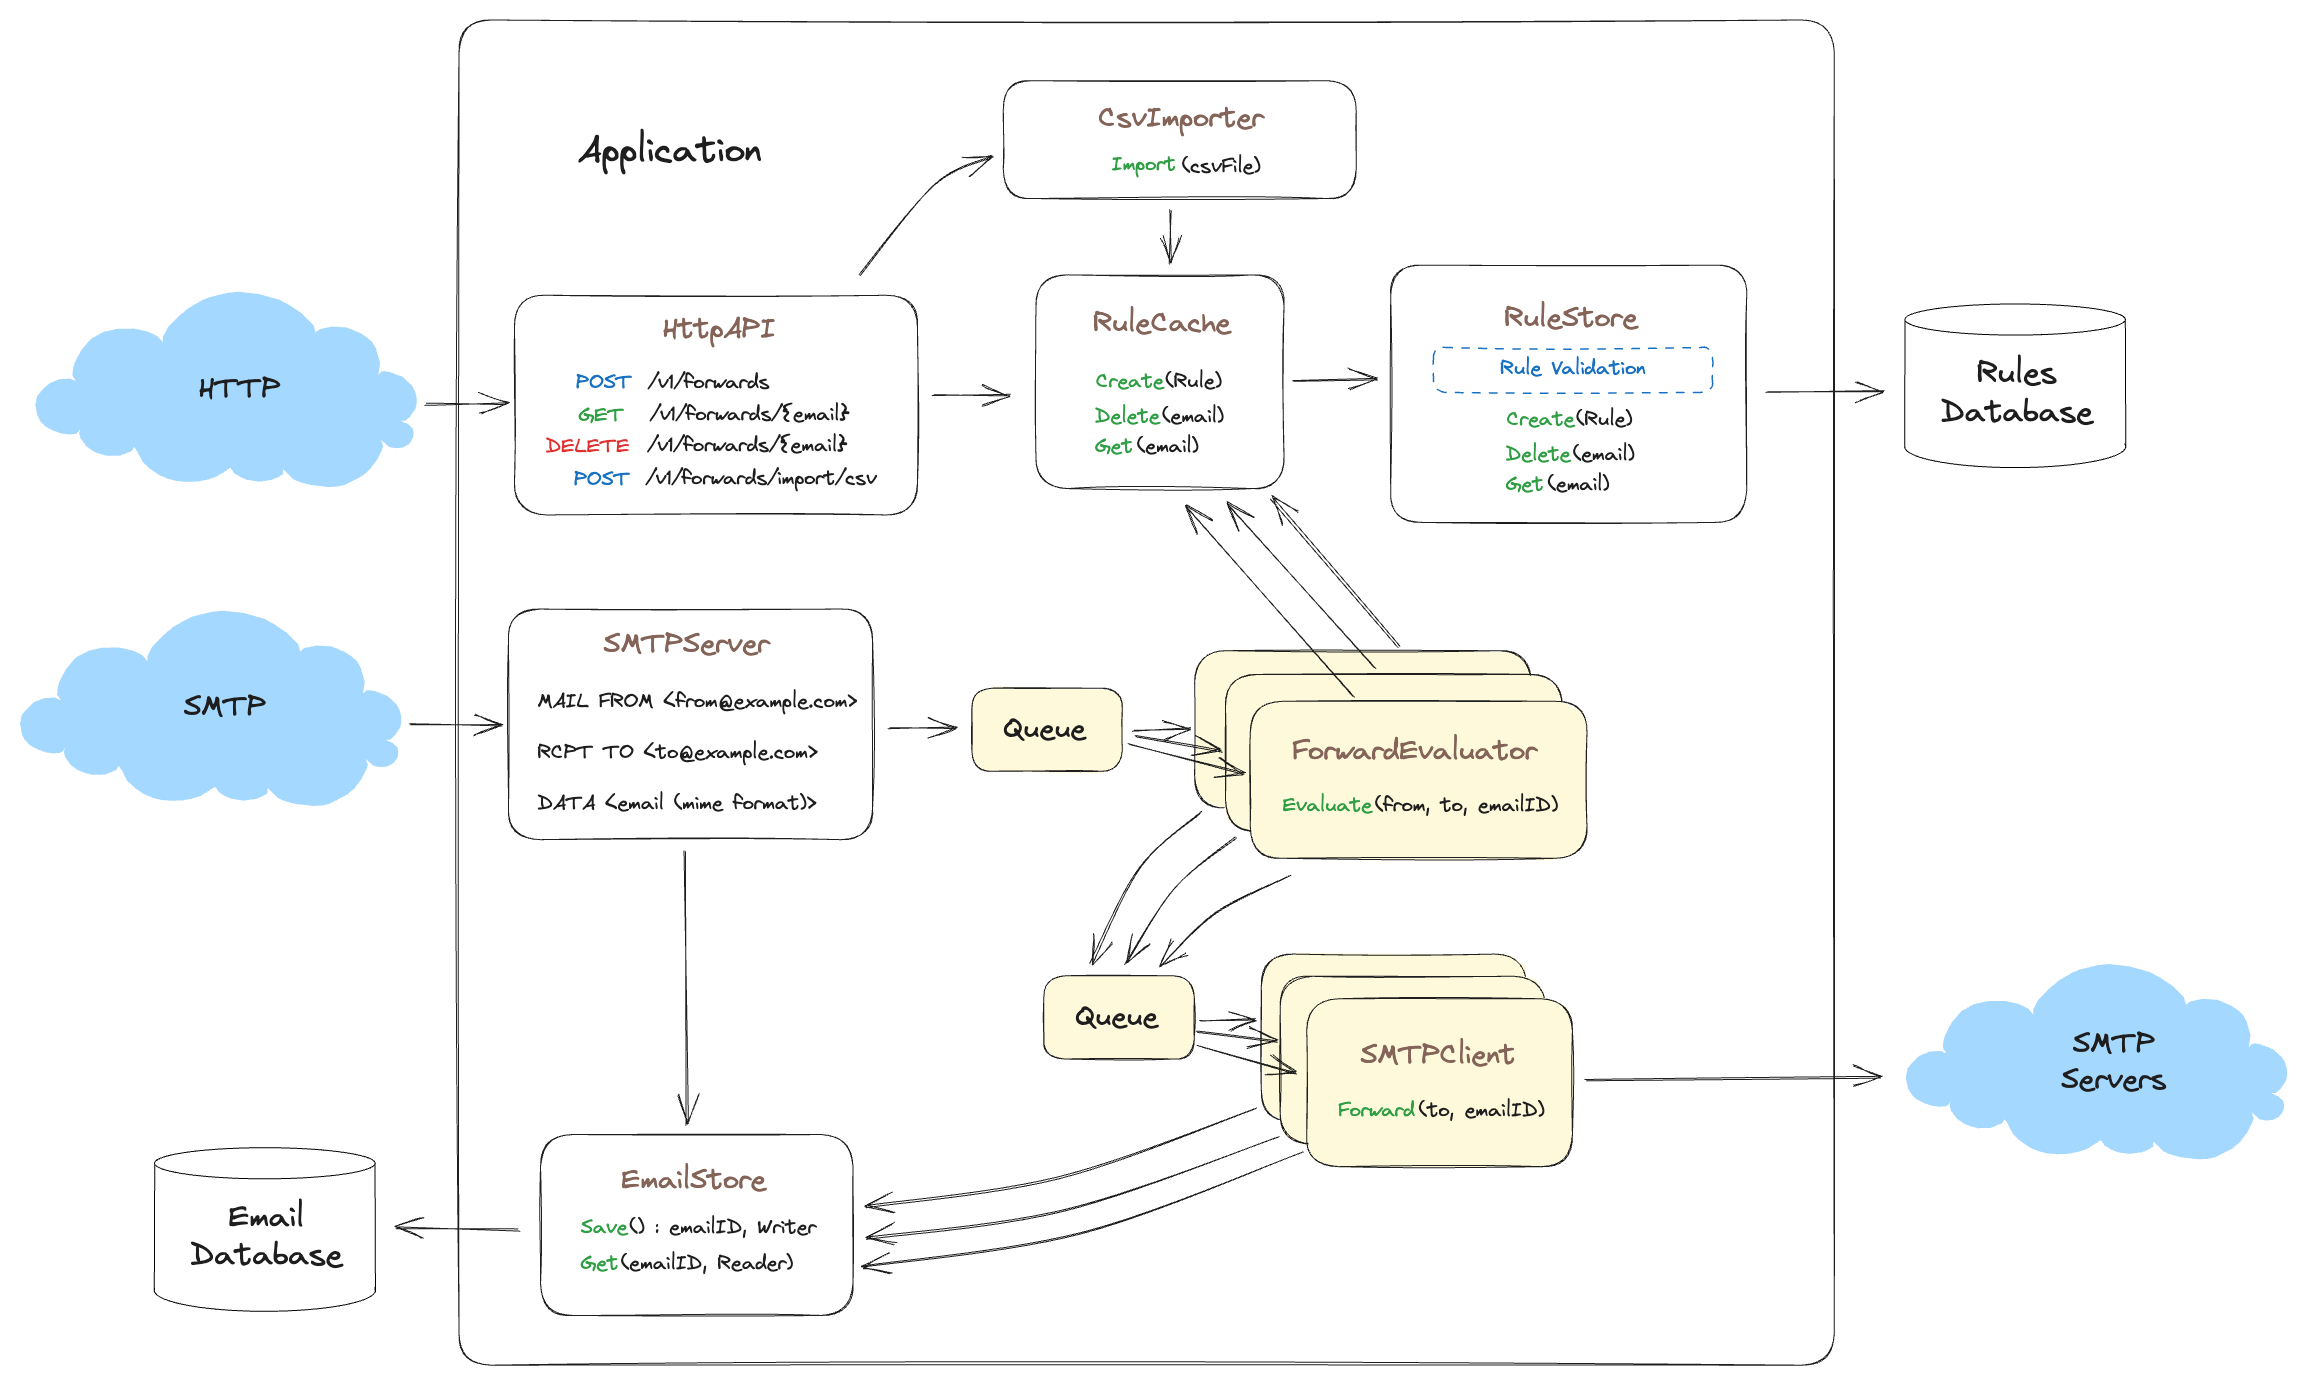 Application
CsvImporter
Import (csvFile)
HTTP
HttpAPI
POST /v1/forwards
GET /v1/forwards/{email}
DELETE /v1/forwards/{email}
POST /v1/forwards/import/csv
RuleCache
Create(Rule)
Delete(email)
Get (email)
RuleStore
Rule Validation
Create(Rule)
Delete(email)
Get (email)
Rules
Database
SMTP
SMTPServer
MAIL FROM <from@example.com>
RCPT TO <to@example.com>
DATA <email (mime format)>
Queue
ForwardEvaluator
Evaluate(from, to, emailID)
Queue
SMTPClient
Forward(to, emailID)
SMTP
Servers
EmailStore
Save() : emailID, Writer
Get(emailID, Reader)
Email
Database